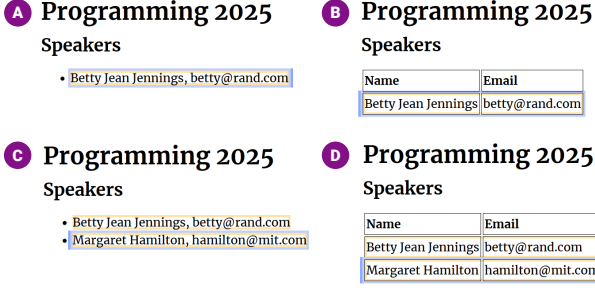 A Programming 2025
Speakers
• Betty Jean Jennings, betty@rand.com
B Programming 2025
Speakers
Name Email
Betty Jean Jennings betty@rand.com
C Programming 2025
Speakers
• Betty Jean Jennings, betty@rand.com
• Margaret Hamilton, hamilton@mit.com
D Programming 2025
Speakers
Name Email
Betty Jean Jennings betty@rand.com
Margaret Hamilton hamilton@mit.com